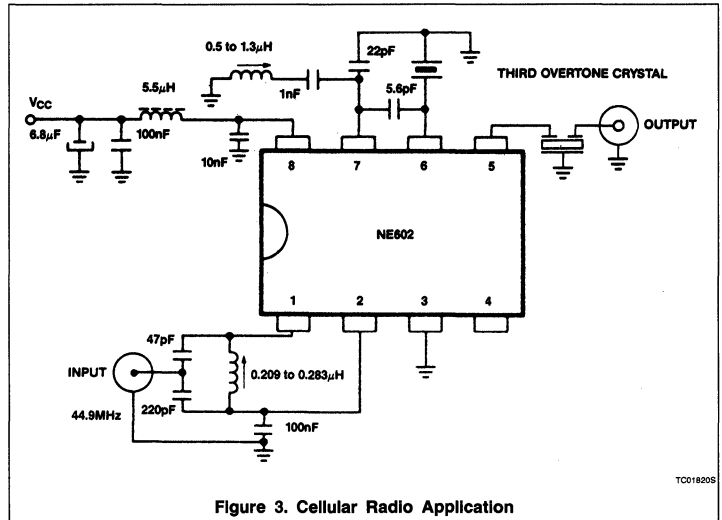 0.5 to 1.3μH
22pF
1nF
5.6pF
THIRD OVERTONE CRYSTAL
5.5μH
VCC
6.8μF
100nF
10nF
OUTPUT
8 7 6 5
NE602
1 2 3 4
47pF
INPUT
0.209 to 0.283μH
220pF
44.9MHz
100nF
TC01820S
Figure 3. Cellular Radio Application